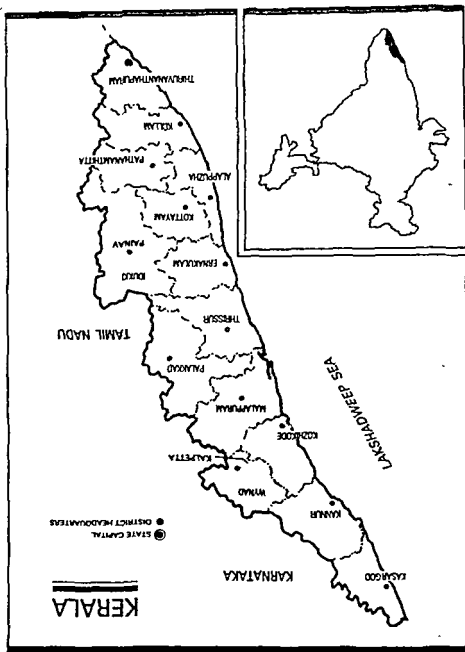 KERALA
KASARGOD
KARNATAKA
STATE CAPITAL
DISTRICT HEADQUARTERS
KANNUR
WYNAD
KALPETTA
KOZHIKODE
LAKSHADWEEP SEA
MALAPPURAM
PALAKKAD
THRISSUR
TAMIL NADU
IDUKKI
ERNAKULAM
PAINAV
KOTTAYAM
ALAPPUZHA
PATHANAMTHITTA
KOLLAM
THIRUVANANTHAPURAM